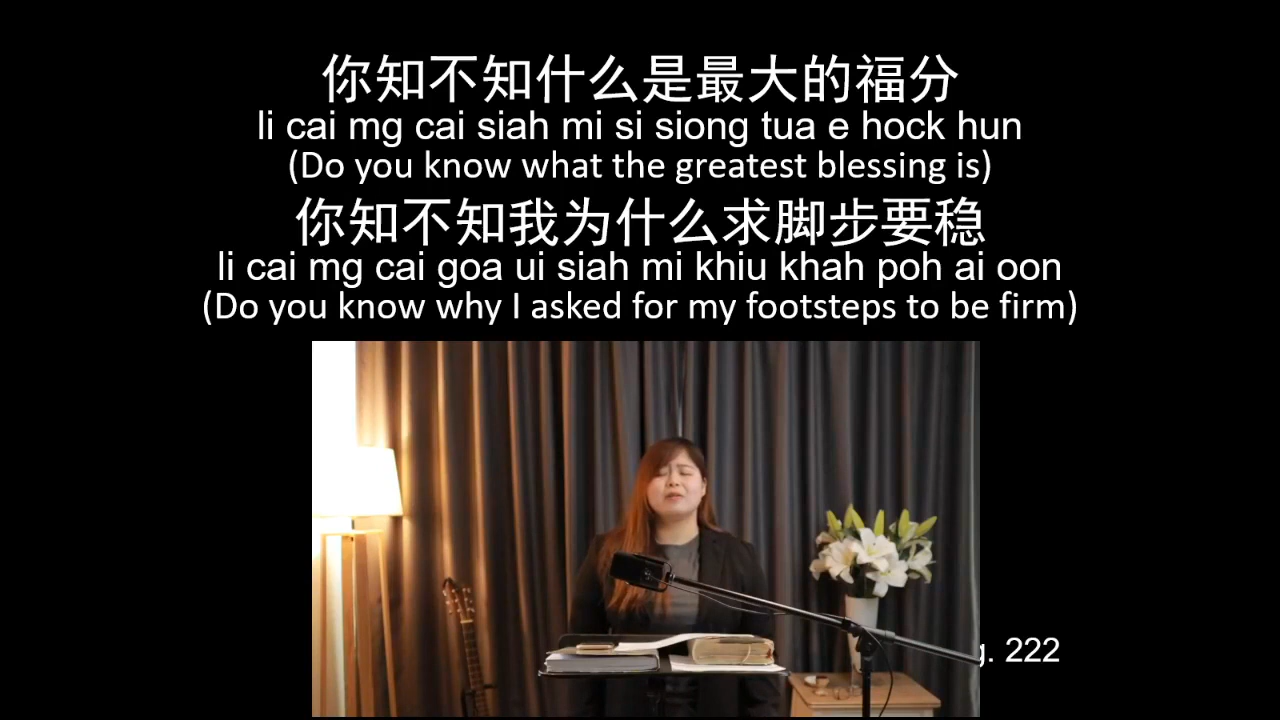 你知不知什么是最大的福分
li cai mg cai siah mi si siong tua e hock hun
(Do you know what the greatest blessing is)
你知不知我为什么求脚步要稳
li cai mg cai goa ui siah mi khiu khah poh ai oon
(Do you know why I asked for my footsteps to be firm)
222